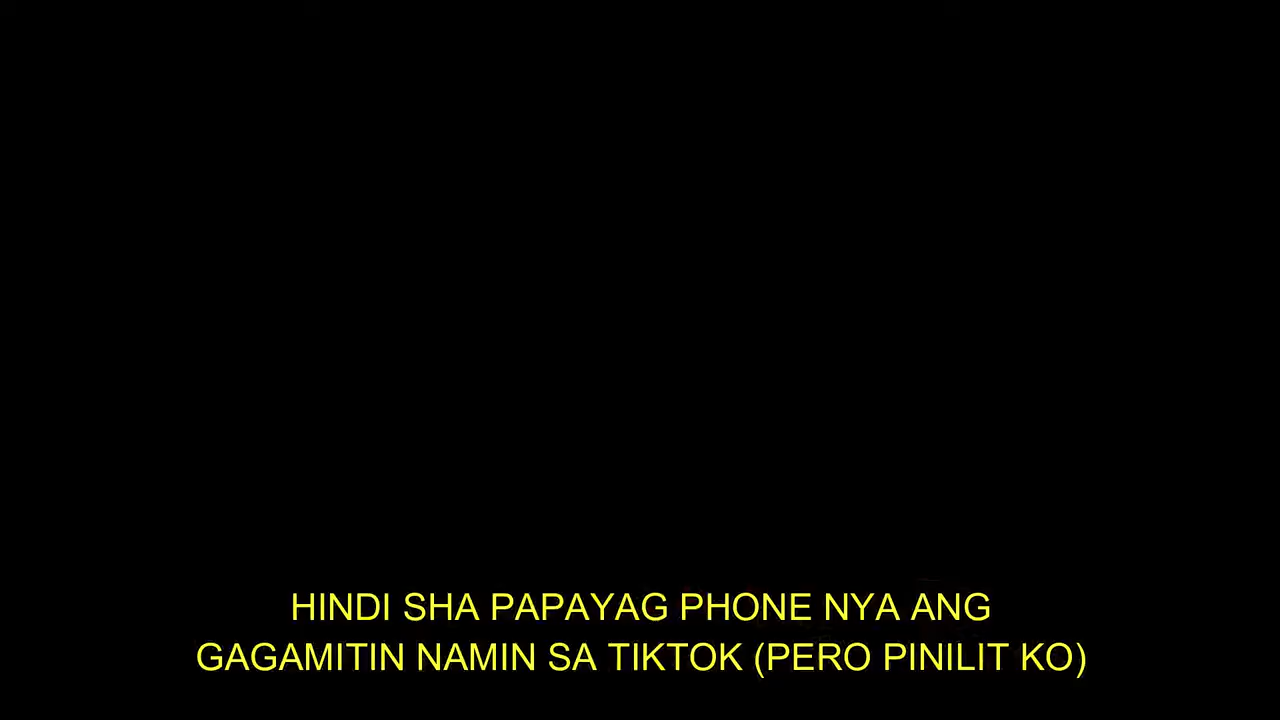 HINDI SHA PAPAYAG PHONE NYA ANG
GAGAMITIN NAMIN SA TIKTOK (PERO PINILIT KO)